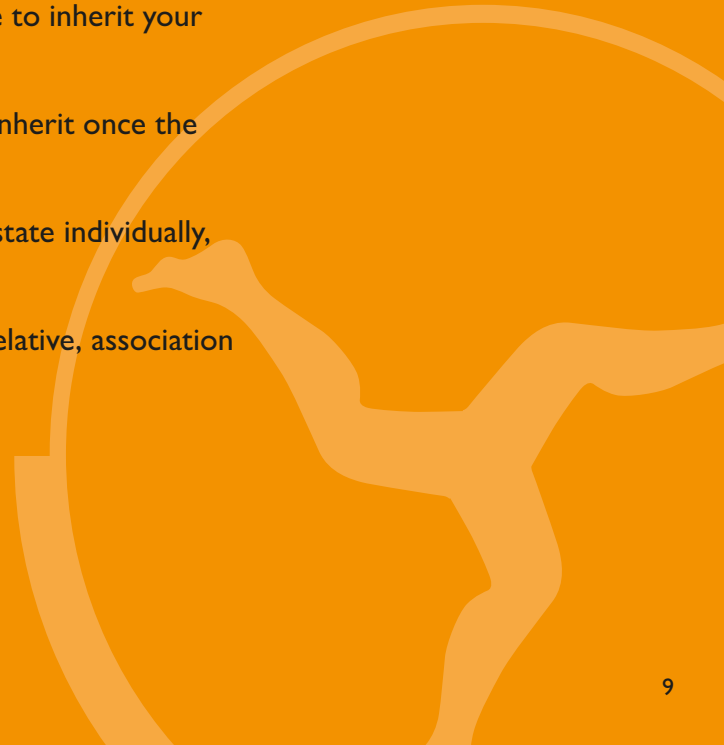 to inherit your
nherit once the
state individually,
elative, association
9